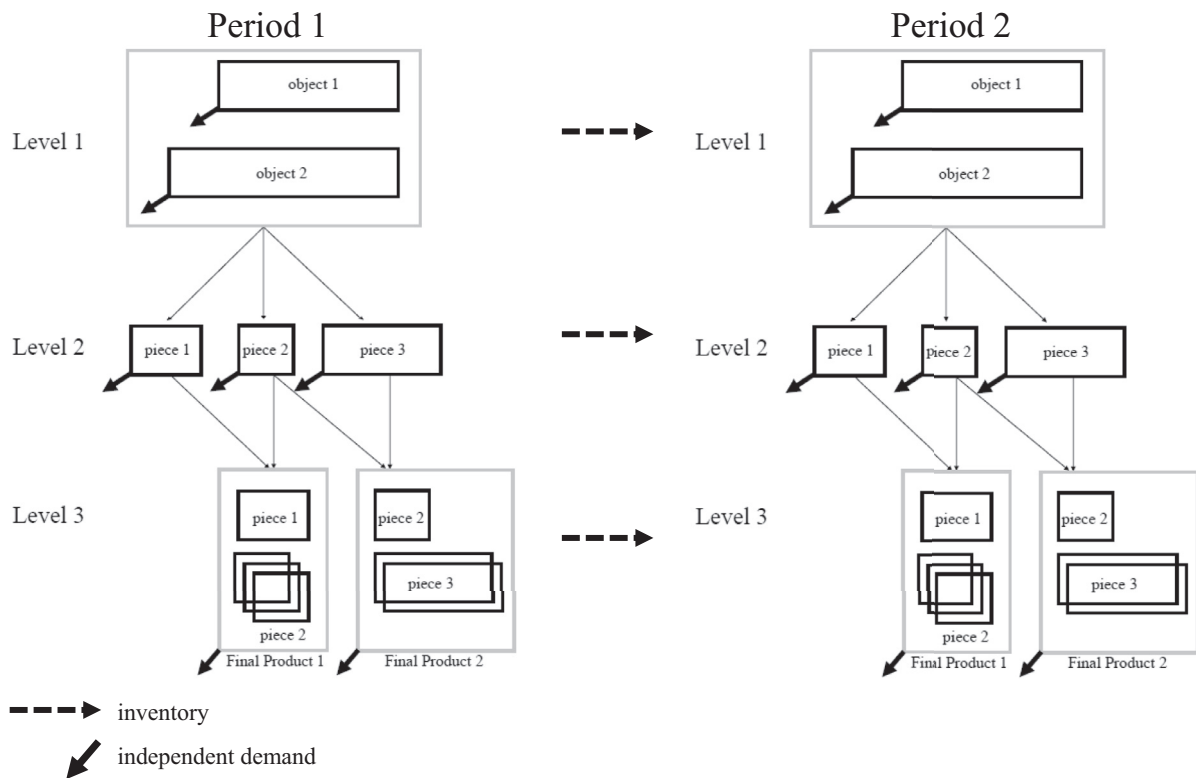 Period 1
Period 2
object 1
object 1
Level 1
Level 1
object 2
object 2
Level 2
piece 1
piece 2
piece 3
Level 2
piece 1
piece 2
piece 3
Level 3
piece 1
piece 2
Level 3
piece 1
piece 2
piece 3
piece 3
piece 2
piece 2
Final Product 1
Final Product 2
Final Product 1
Final Product 2
inventory
independent demand